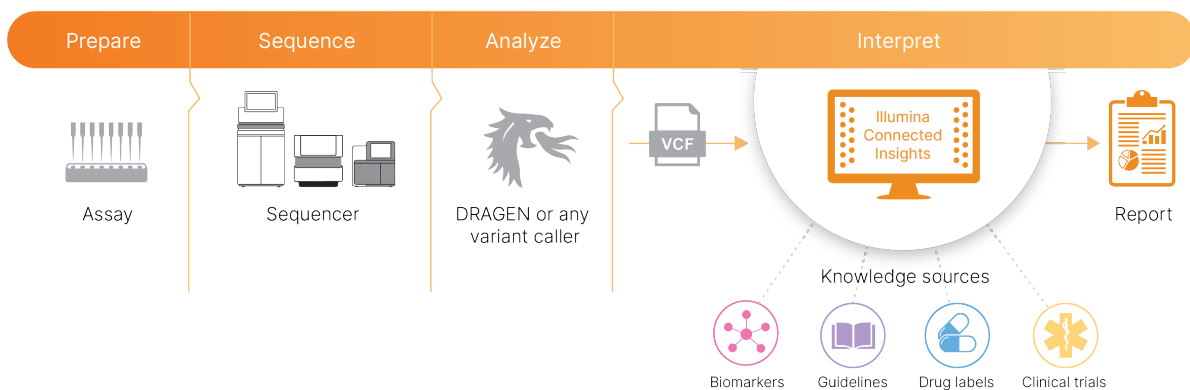 Prepare
Sequence
Analyze
Interpret
Assay
Sequencer
DRAGEN or any
variant caller
VCF
Illumina
Connected
Insights
Report
Knowledge sources
Biomarkers
Guidelines
Drug labels
Clinical trials